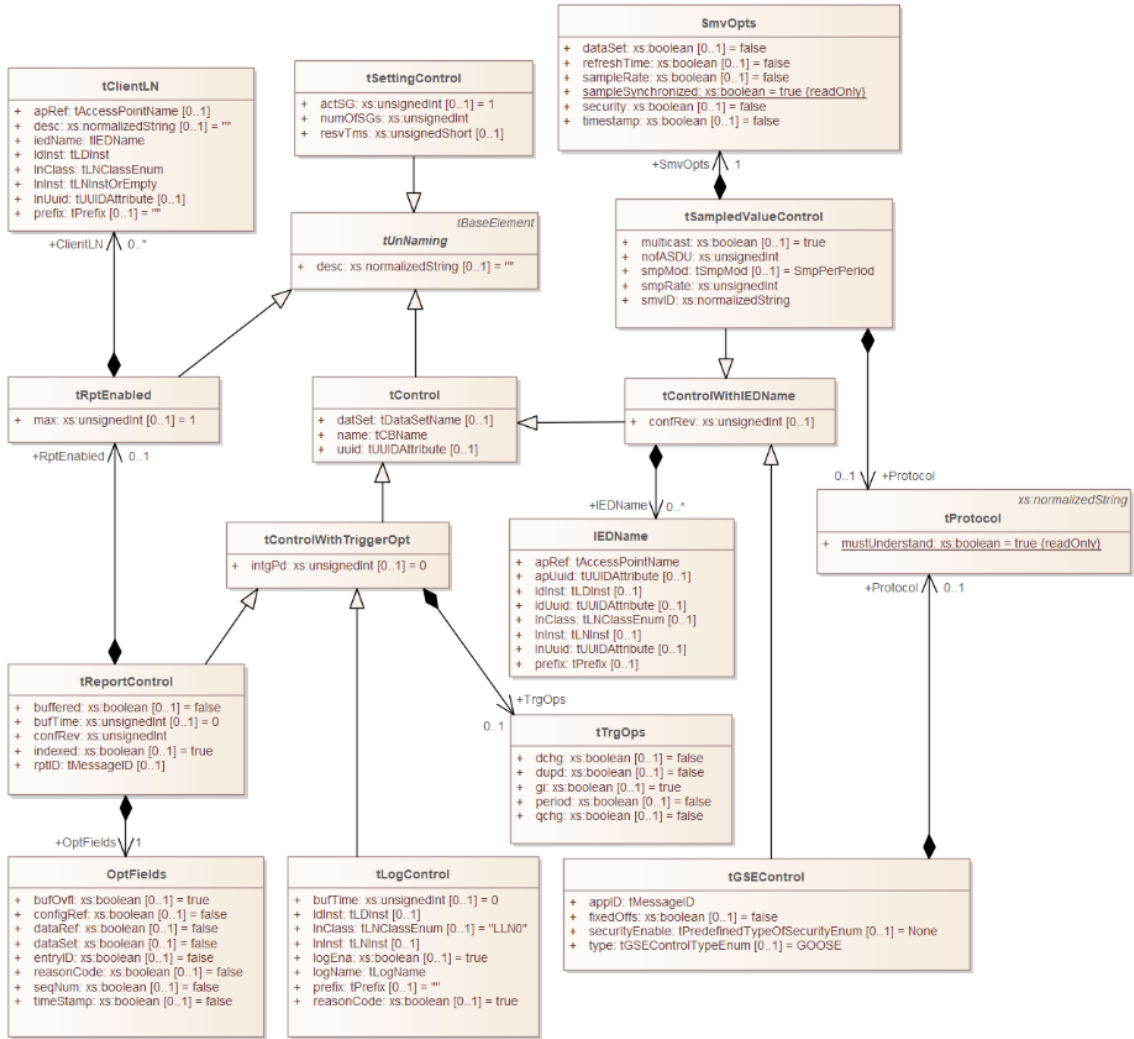 SmvOpts
+ dataSet: xs:boolean [0..1] = false
+ refreshTime: xs:boolean [0..1] = false
+ sampleRate: xs:boolean [0..1] = false
+ sampleSynchronized: xs:boolean = true {readOnly}
+ security: xs:boolean = false
+ timestamp: xs:boolean [0..1] = false
tClientLN
+ apRef: tAccessPointName [0..1]
+ desc: xs:normalizedString [0..1] = ""
+ iedName: tIEDName
+ ldInst: tLDInst
+ lnClass: tLNClassEnum
+ lnInst: tLNInstOrEmpty
+ lnUuid: tUUIDAttribute [0..1]
+ prefix: tPrefix [0..1] = ""
tSettingControl
+ actSG: xs:unsignedInt [0..1] = 1
+ numOfSGs: xs:unsignedInt
+ resvTms: xs:unsignedShort [0..1]
+SmvOpts 1
tBaseElement
tUnNaming
+ desc: xs:normalizedString [0..1] = ""
tSampledValueControl
+ multicast: xs:boolean [0..1] = true
+ nofASDU: xs:unsignedInt
+ smpMod: tSmpMod [0..1] = SmpPerPeriod
+ smpRate: xs:unsignedInt
+ smvID: xs:normalizedString
+ClientLN 0..*
tRptEnabled
+ max: xs:unsignedInt [0..1] = 1
tControl
+ datSet: tDataSetName [0..1]
+ name: tCBName
+ uuid: tUUIDAttribute [0..1]
tControlWithIEDName
+ confRev: xs:unsignedInt [0..1]
+RptEnabled 0..1
0..1 +Protocol
+IEDName 0..*
xs:normalizedString
tProtocol
+ mustUnderstand: xs:boolean = true {readOnly}
tControlWithTriggerOpt
+ intgPd: xs:unsignedInt [0..1] = 0
IEDName
+ apRef: tAccessPointName
+ apUuid: tUUIDAttribute [0..1]
+ ldInst: tLDInst [0..1]
+ ldUuid: tUUIDAttribute [0..1]
+ lnClass: tLNClassEnum [0..1]
+ lnInst: tLNInst [0..1]
+ lnUuid: tUUIDAttribute [0..1]
+ prefix: tPrefix [0..1]
+Protocol 0..1
tReportControl
+ buffered: xs:boolean [0..1] = false
+ bufTime: xs:unsignedInt [0..1] = 0
+ confRev: xs:unsignedInt
+ indexed: xs:boolean [0..1] = true
+ rptID: tMessageID [0..1]
+TrgOps
0..1
tTrgOps
+ dchg: xs:boolean [0..1] = false
+ dupd: xs:boolean [0..1] = false
+ gi: xs:boolean [0..1] = true
+ period: xs:boolean [0..1] = false
+ qchg: xs:boolean [0..1] = false
+OptFields 1
OptFields
+ bufOvfl: xs:boolean [0..1] = true
+ configRef: xs:boolean [0..1] = false
+ dataRef: xs:boolean [0..1] = false
+ dataSet: xs:boolean [0..1] = false
+ entryID: xs:boolean [0..1] = false
+ reasonCode: xs:boolean [0..1] = false
+ seqNum: xs:boolean [0..1] = false
+ timeStamp: xs:boolean [0..1] = false
tLogControl
+ bufTime: xs:unsignedInt [0..1] = 0
+ ldInst: tLDInst [0..1]
+ lnClass: tLNClassEnum [0..1] = "LLN0"
+ lnInst: tLNInst [0..1]
+ logEna: xs:boolean [0..1] = true
+ logName: tLogName
+ prefix: tPrefix [0..1] = ""
+ reasonCode: xs:boolean [0..1] = true
tGSEControl
+ appID: tMessageID
+ fixedOffs: xs:boolean [0..1] = false
+ securityEnable: tPredefinedTypeOfSecurityEnum [0..1] = None
+ type: tGSEControlTypeEnum [0..1] = GOOSE